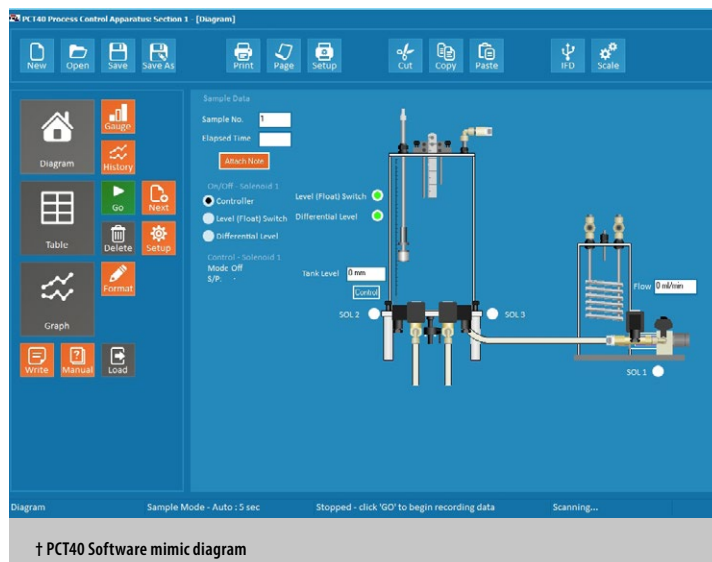 PCT40 Process Control Apparatus: Section 1 - [Diagram]
New Open Save Save As Print Page Setup Cut Copy Paste IFD Scale
Diagram
Gauge
History
Table
Go
Next
Delete
Setup
Graph
Format
Write Manual Load
Sample Data
Sample No. 1
Elapsed Time
Attach Note
On/Off - Solenoid 1
Controller
Level (Float) Switch
Differential Level
Control - Solenoid 1
Mode Off
S/P: -
Level (Float) Switch
Differential Level
Tank Level 0 mm
Control
SOL 2
SOL 3
Flow 0 ml/min
SOL 1
Diagram Sample Mode - Auto : 5 sec Stopped - click 'GO' to begin recording data Scanning...
† PCT40 Software mimic diagram